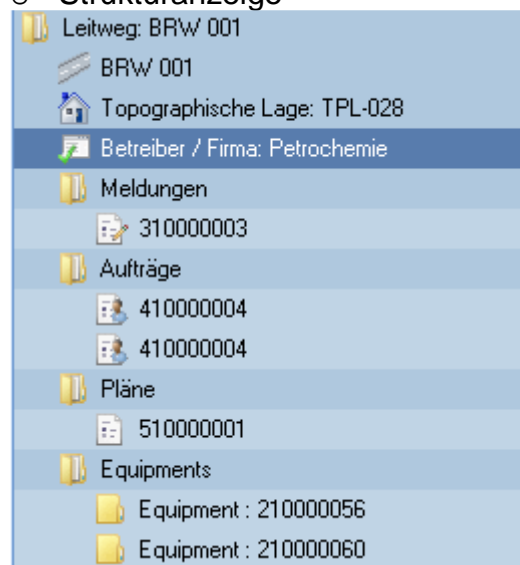 o Strukturanzeige
Leitweg: BRW 001
BRW 001
Topographische Lage: TPL-028
Betreiber / Firma: Petrochemie
Meldungen
310000003
Aufträge
410000004
410000004
Pläne
510000001
Equipments
Equipment : 210000056
Equipment : 210000060